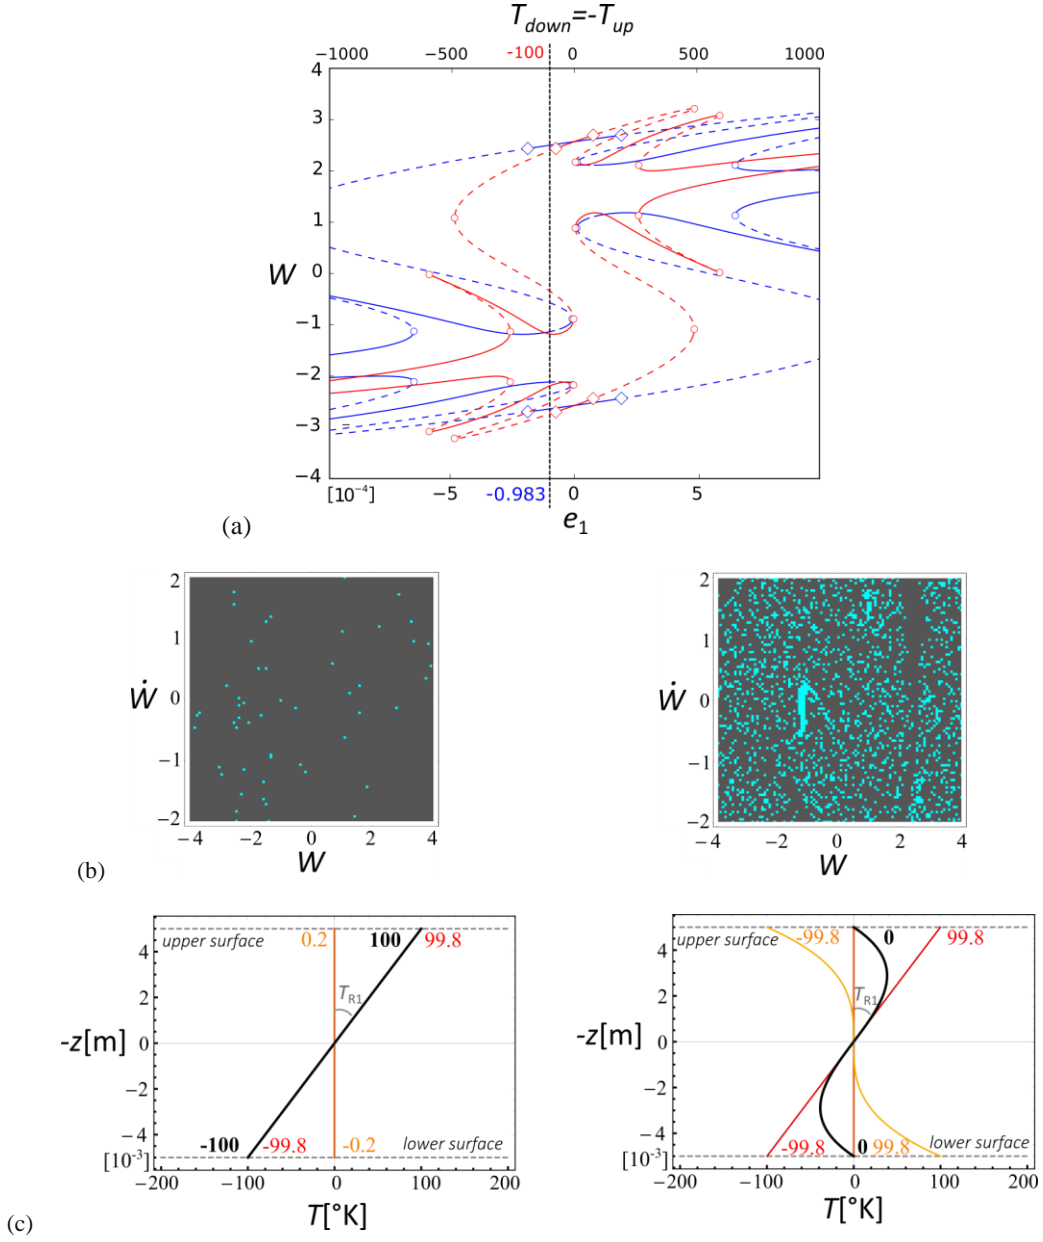 T_down=-T_up
−1000 −500 -100 0 500 1000
4
3
2
1
W 0
−1
−2
−3
−4
[10⁻⁴] −5 -0.983 0 5
e₁
(a)
2 2
1 1
Ẇ 0 Ẇ 0
−1 −1
−2 −2
−4 −2 0 2 4 −4 −2 0 2 4
W W
(b)
upper surface 0.2 100 99.8 upper surface -99.8 0 99.8
4 4
T_R1 T_R1
2 2
-z[m] 0 -z[m] 0
−2 −2
−4 −4
-100 -99.8 -0.2 lower surface -99.8 0 99.8 lower surface
[10⁻³] [10⁻³]
−200 −100 0 100 200 −200 −100 0 100 200
T[°K] T[°K]
(c)